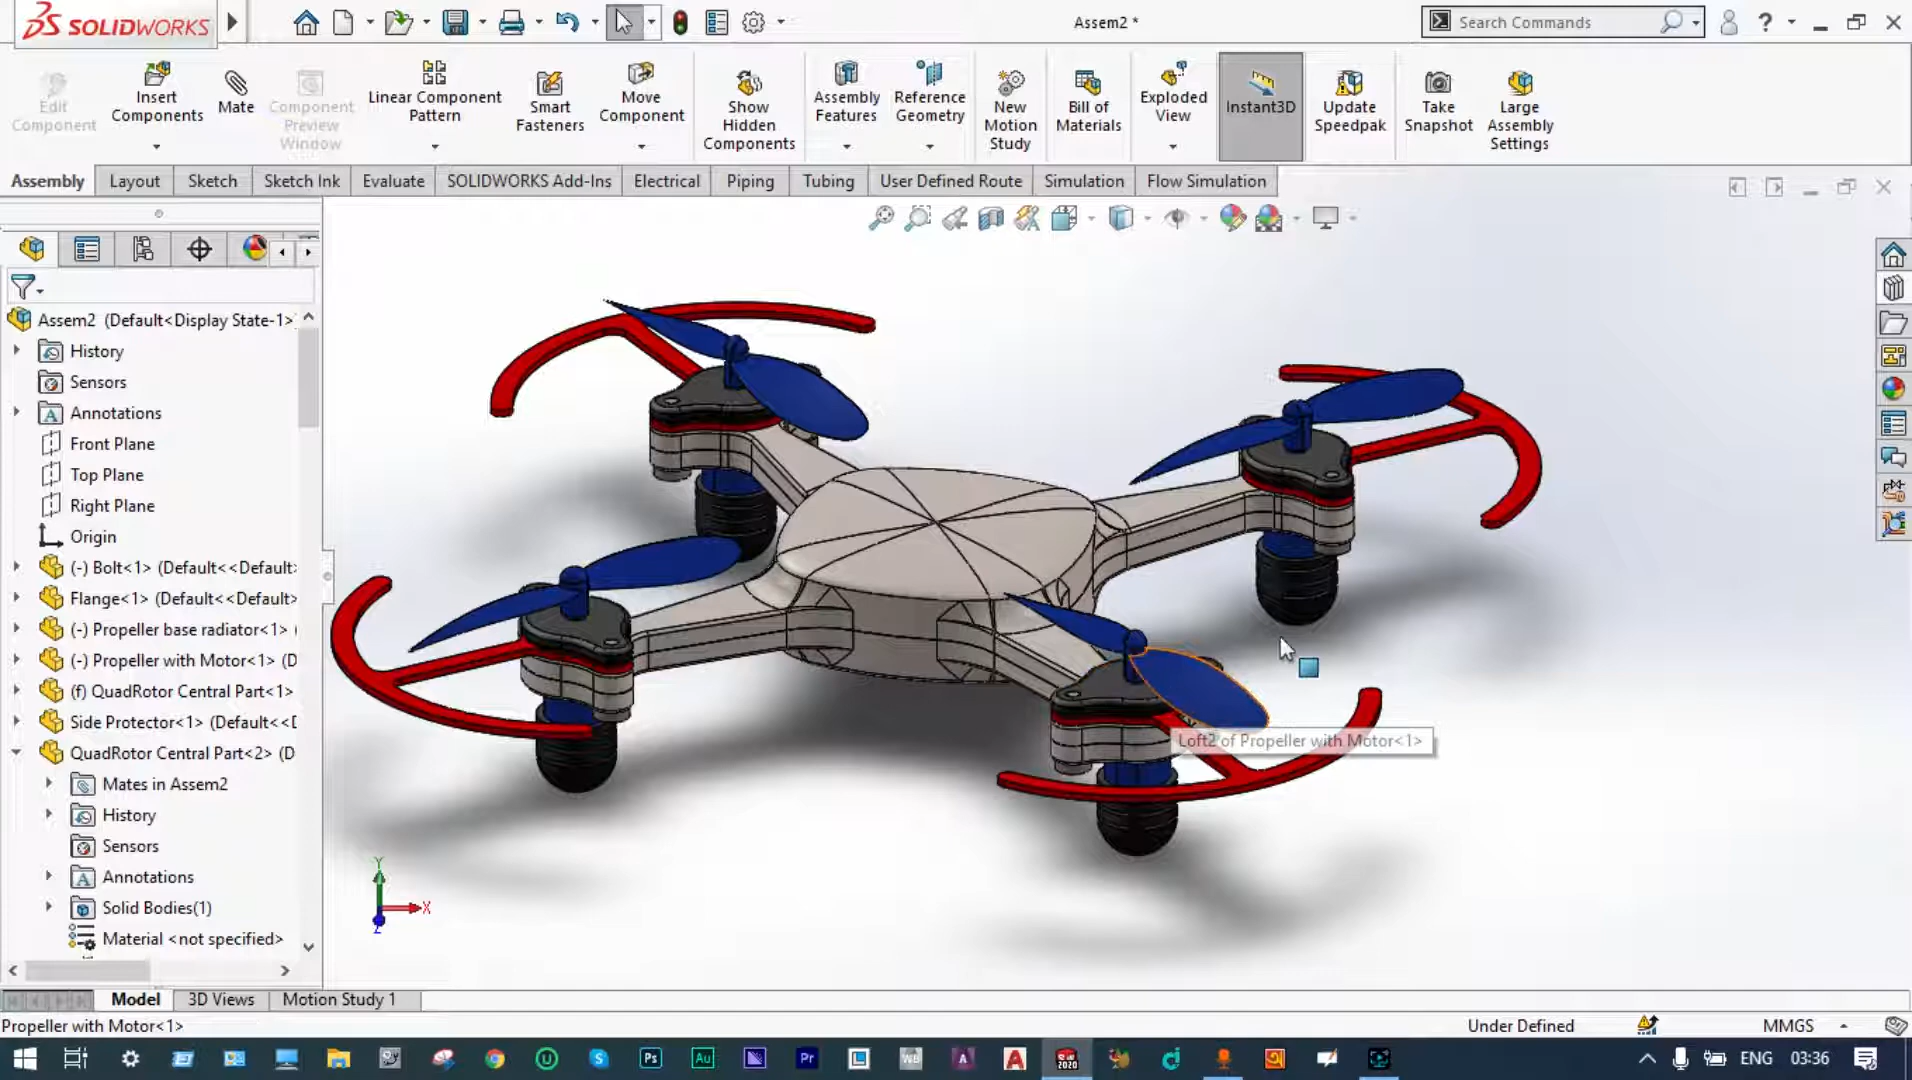 SOLIDWORKS
Assem2 *
Search Commands
Edit Component
Insert Components
Mate
Component Preview Window
Linear Component Pattern
Smart Fasteners
Move Component
Show Hidden Components
Assembly Features
Reference Geometry
New Motion Study
Bill of Materials
Exploded View
Instant3D
Update Speedpak
Take Snapshot
Large Assembly Settings
Assembly
Layout
Sketch
Sketch Ink
Evaluate
SOLIDWORKS Add-Ins
Electrical
Piping
Tubing
User Defined Route
Simulation
Flow Simulation
Assem2 (Default<Display State-1>
History
Sensors
Annotations
Front Plane
Top Plane
Right Plane
Origin
(-) Bolt<1> (Default<<Default>
Flange<1> (Default<<Default>
(-) Propeller base radiator<1> (
(-) Propeller with Motor<1> (D
(f) QuadRotor Central Part<1>
Side Protector<1> (Default<<D
QuadRotor Central Part<2> (D
Mates in Assem2
History
Sensors
Annotations
Solid Bodies(1)
Material <not specified>
Loft2 of Propeller with Motor<1>
Y
X
Z
Model
3D Views
Motion Study 1
Propeller with Motor<1>
Under Defined
MMGS
ENG
03:36